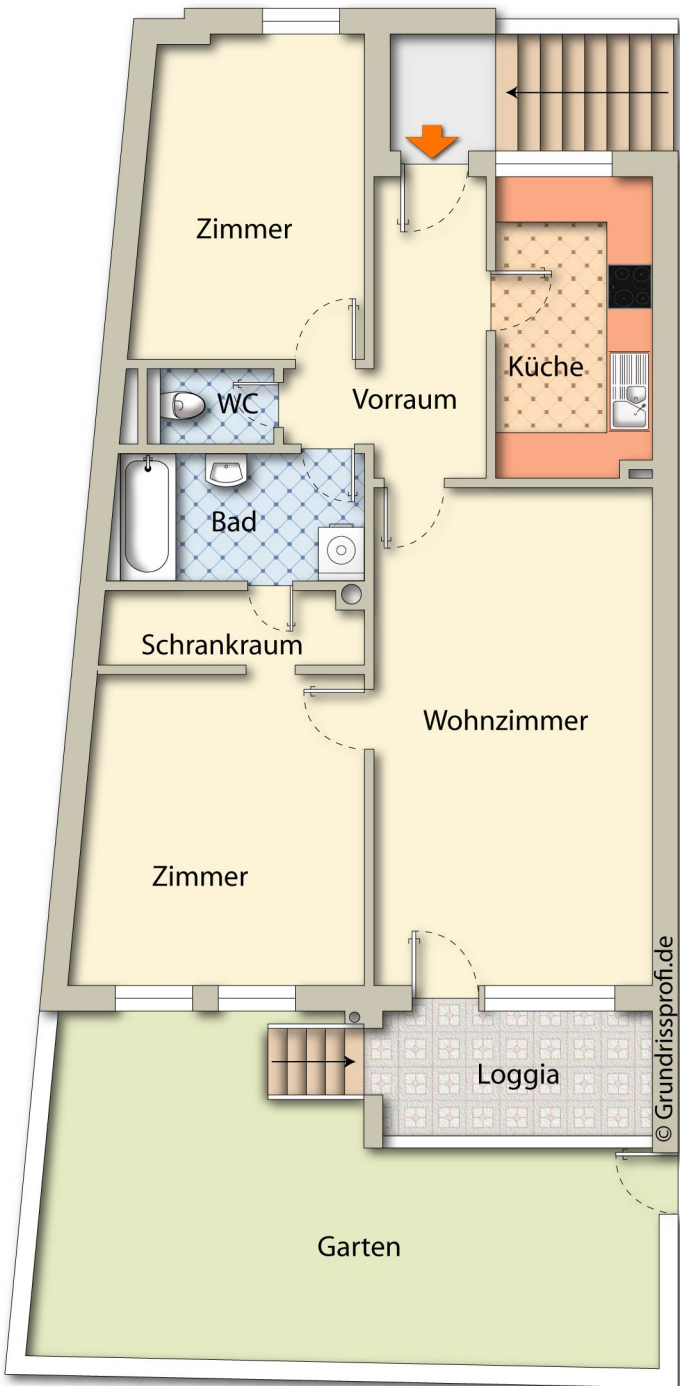 Zimmer
Küche
WC
Vorraum
Bad
Schrankraum
Wohnzimmer
Zimmer
Loggia
© Grundrissprofi.de
Garten